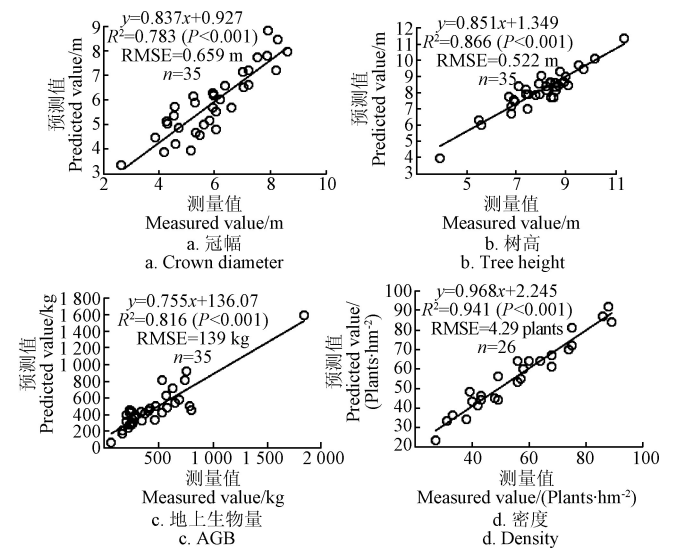 y=0.837x+0.927
R²=0.783 (P<0.001)
RMSE=0.659 m
n=35
预测值
Predicted value/m
9
8
7
6
5
4
3
2
4
6
8
10
测量值
Measured value/m
a. 冠幅
a. Crown diameter
y=0.851x+1.349
R²=0.866 (P<0.001)
RMSE=0.522 m
n=35
预测值
Predicted value/m
12
11
10
9
8
7
6
5
4
3
5
7
9
11
测量值
Measured value/m
b. 树高
b. Tree height
y=0.755x+136.07
R²=0.816 (P<0.001)
RMSE=139 kg
n=35
预测值
Predicted value/kg
1 800
1 600
1 400
1 200
1 000
800
600
400
200
0
500
1 000
1 500
2 000
测量值
Measured value/kg
c. 地上生物量
c. AGB
y=0.968x+2.245
R²=0.941 (P<0.001)
RMSE=4.29 plants
n=26
预测值
Predicted value/
(Plants·hm⁻²)
100
90
80
70
60
50
40
30
20
20
40
60
80
100
测量值
Measured value/(Plants·hm⁻²)
d. 密度
d. Density